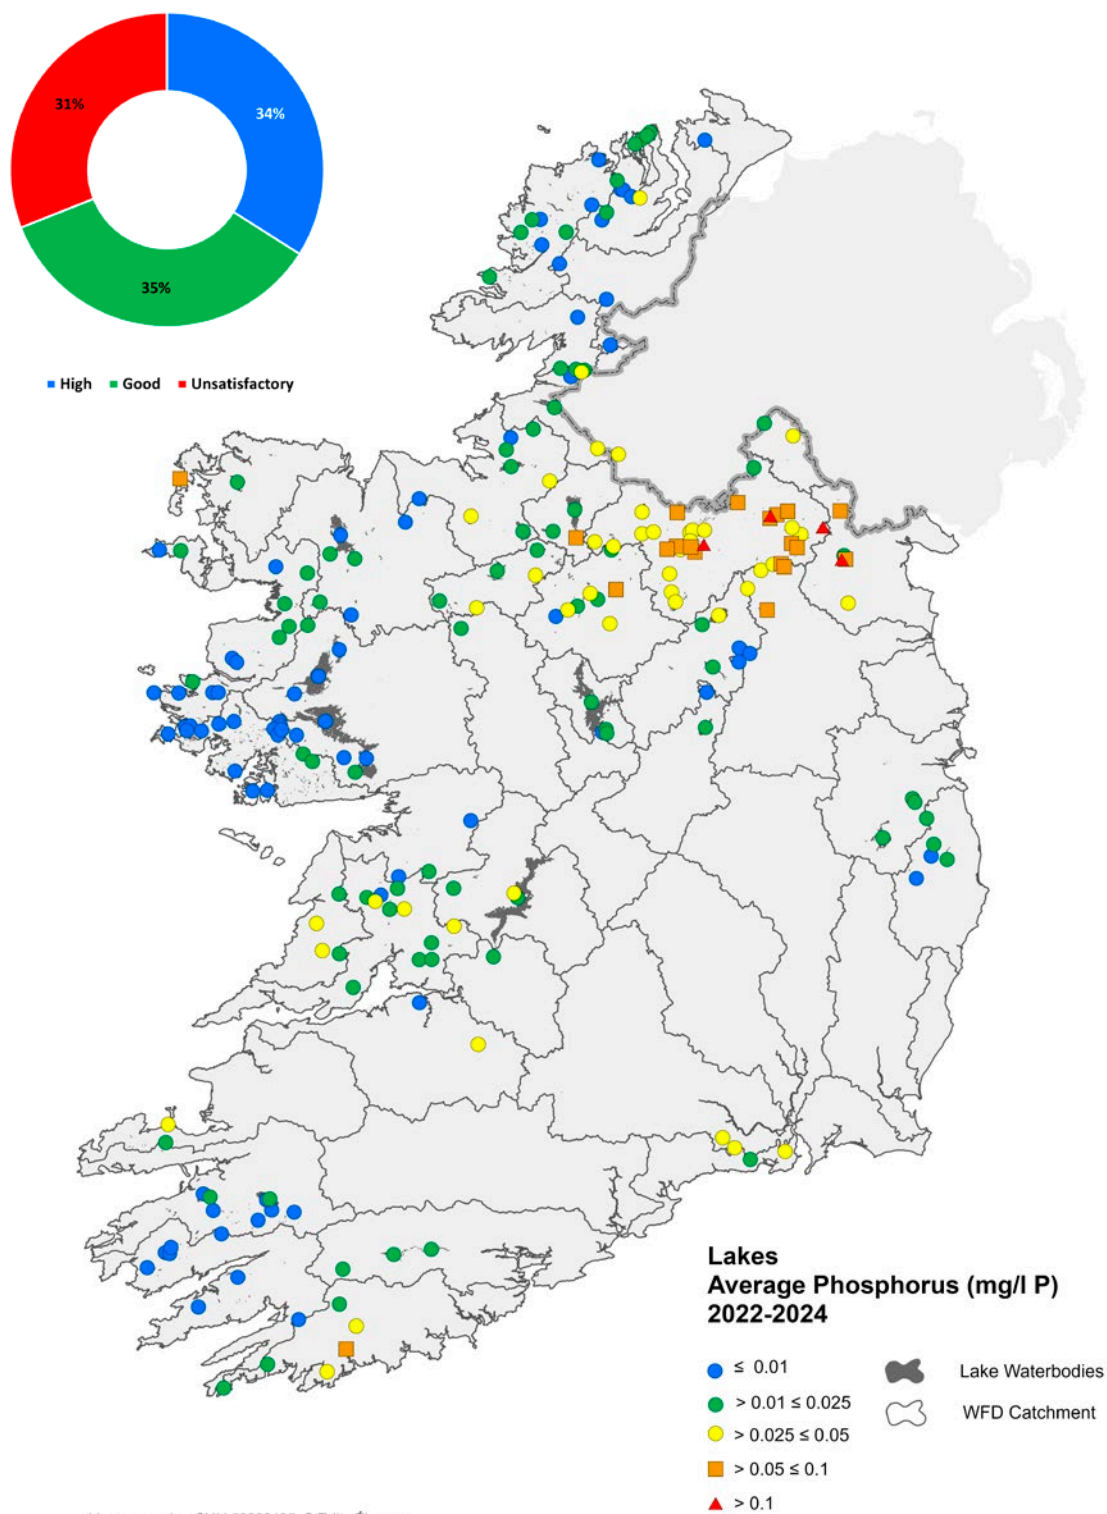 31%
34%
35%
High Good Unsatisfactory
Lakes
Average Phosphorus (mg/l P)
2022-2024
≤ 0.01
> 0.01 ≤ 0.025
> 0.025 ≤ 0.05
> 0.05 ≤ 0.1
> 0.1
Lake Waterbodies
WFD Catchment